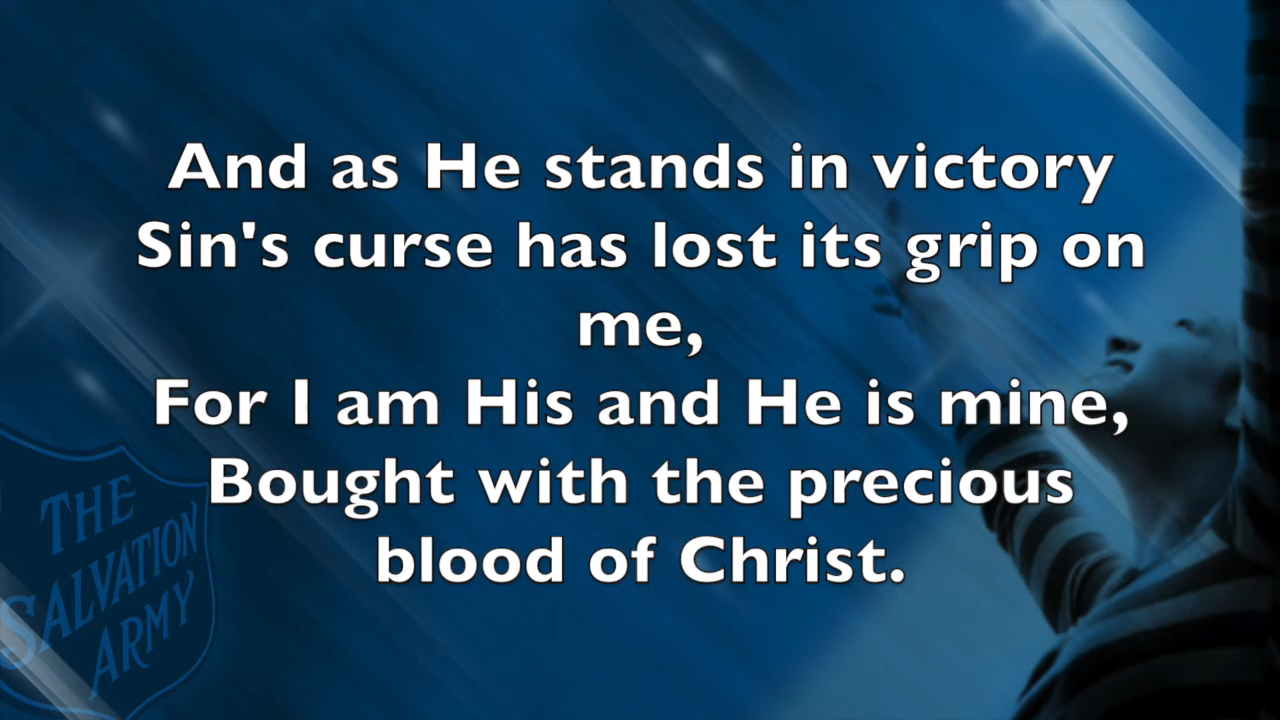 And as He stands in victory
Sin's curse has lost its grip on
me,
For I am His and He is mine,
Bought with the precious
blood of Christ.
THE
SALVATION
ARMY